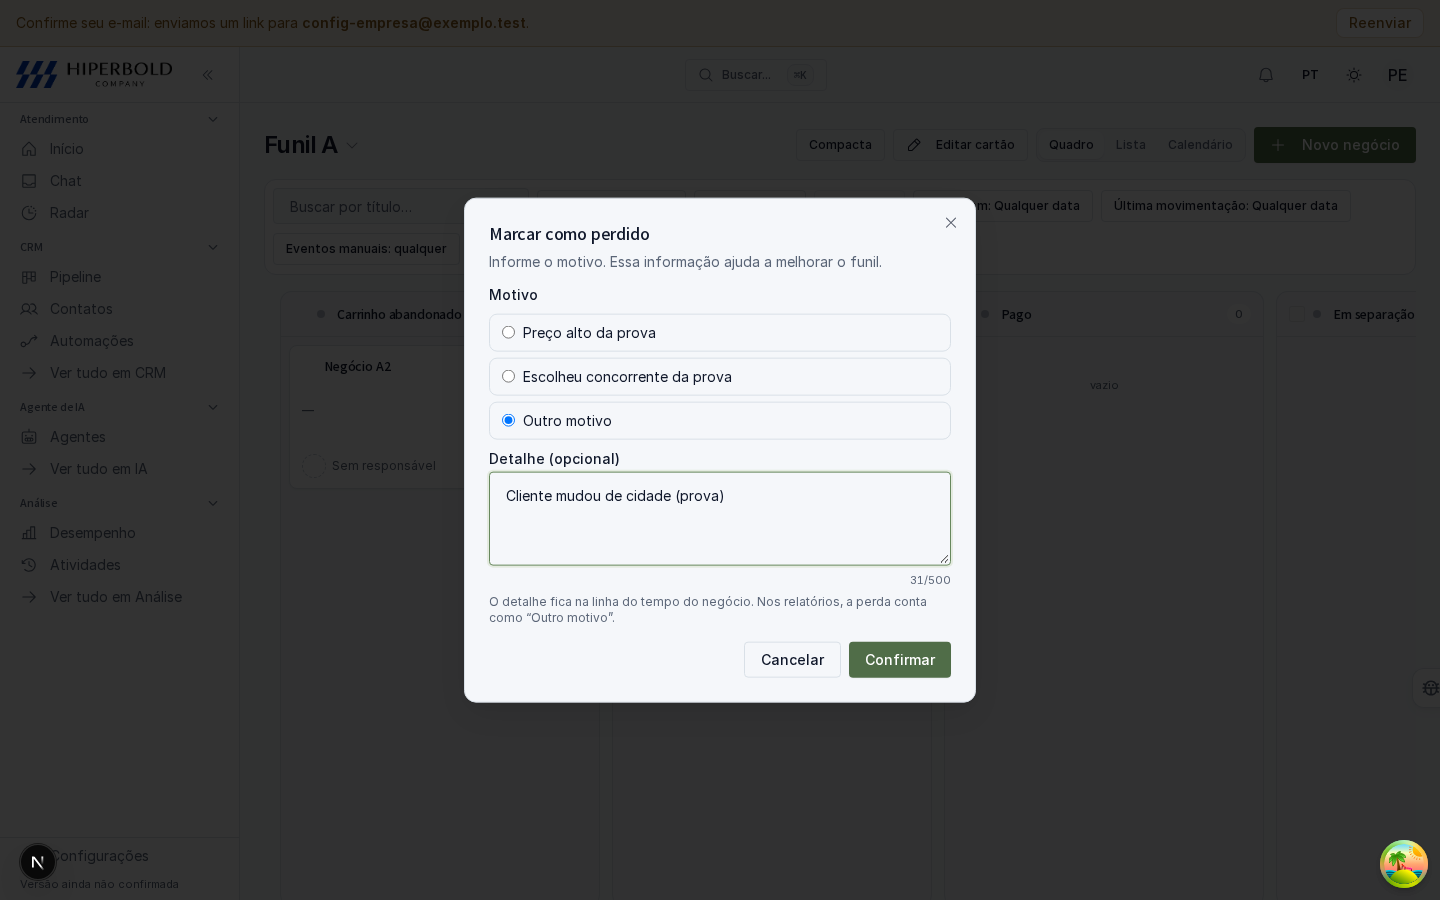 Confirme seu e-mail: enviamos um link para config-empresa@exemplo.test.
Reenviar
HIPERBOLD
COMPANY
Buscar...
⌘K
PT
PE
Atendimento
Início
Chat
Radar
CRM
Pipeline
Contatos
Automações
Ver tudo em CRM
Agente de IA
Agentes
Ver tudo em IA
Análise
Desempenho
Atividades
Ver tudo em Análise
Configurações
Versão ainda não confirmada
Funil A
Compacta
Editar cartão
Quadro
Lista
Calendário
Novo negócio
Buscar por título...
m: Qualquer data
Última movimentação: Qualquer data
Eventos manuais: qualquer
Carrinho abandonado
Negócio A2
—
Sem responsável
Pago
0
vazio
Em separação
Marcar como perdido
Informe o motivo. Essa informação ajuda a melhorar o funil.
Motivo
Preço alto da prova
Escolheu concorrente da prova
Outro motivo
Detalhe (opcional)
Cliente mudou de cidade (prova)
31/500
O detalhe fica na linha do tempo do negócio. Nos relatórios, a perda conta
como “Outro motivo”.
Cancelar
Confirmar
N